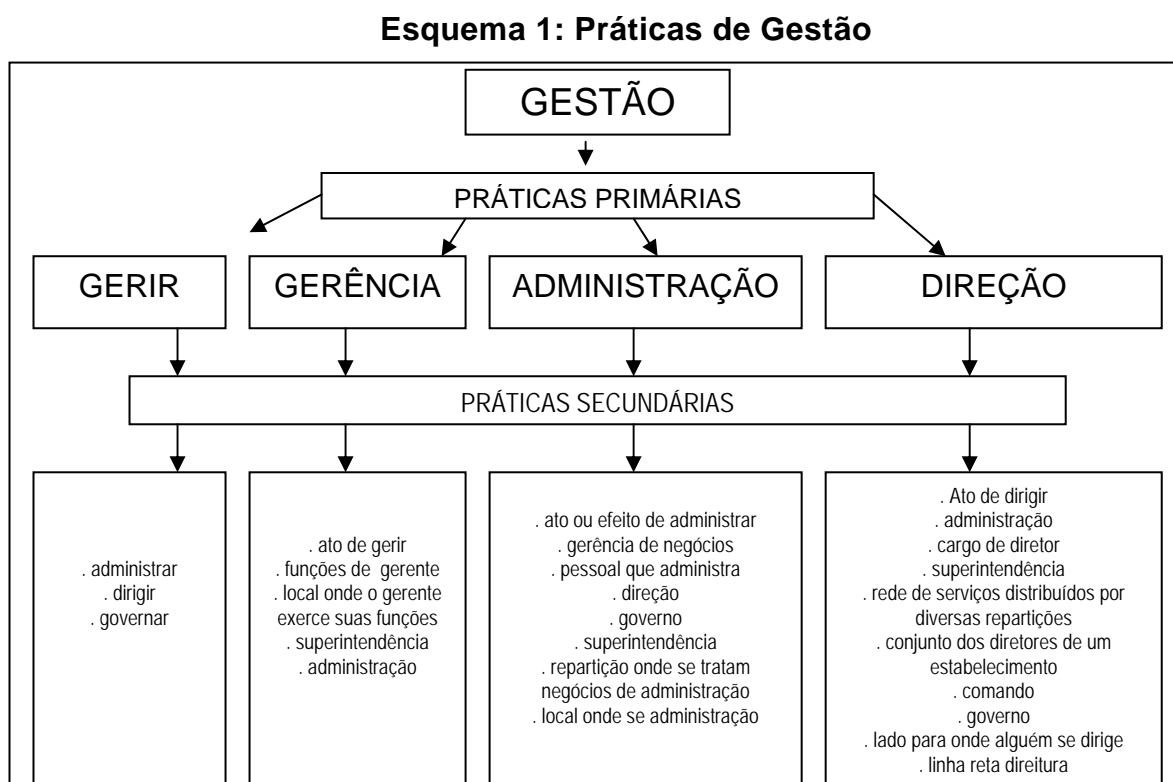 Esquema 1: Práticas de Gestão
GESTÃO
PRÁTICAS PRIMÁRIAS
GERIR
GERÊNCIA
ADMINISTRAÇÃO
DIREÇÃO
PRÁTICAS SECUNDÁRIAS
. administrar
. dirigir
. governar
. ato de gerir
. funções de gerente
. local onde o gerente
exerce suas funções
. superintendência
. administração
. ato ou efeito de administrar
. gerência de negócios
. pessoal que administra
. direção
. governo
. superintendência
. repartição onde se tratam
negócios de administração
. local onde se administração
. Ato de dirigir
. administração
. cargo de diretor
. superintendência
. rede de serviços distribuídos por
diversas repartições
. conjunto dos diretores de um
estabelecimento
. comando
. governo
. lado para onde alguém se dirige
. linha reta direitura